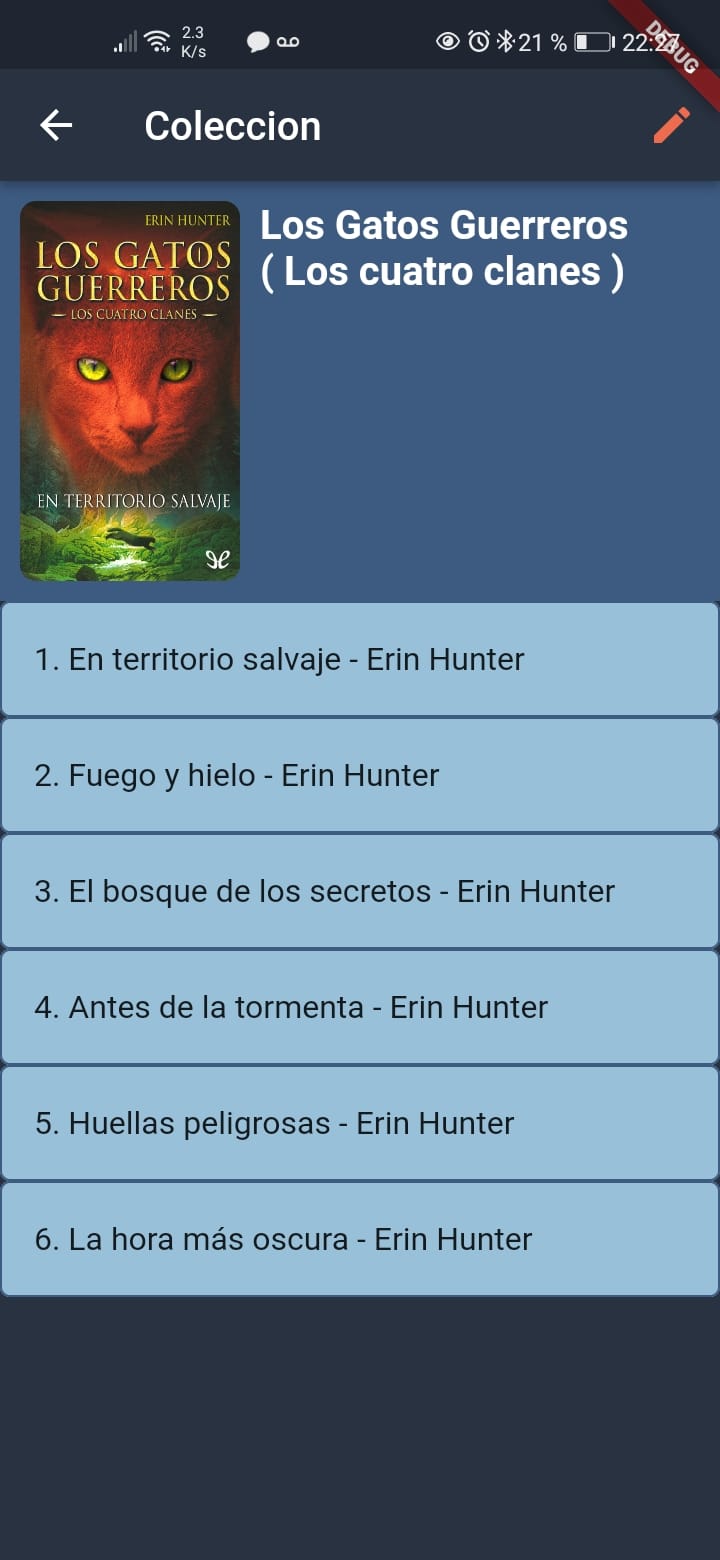 2.3
K/s
21 %
22:27
DEBUG
Coleccion
ERIN HUNTER
LOS GATOS
GUERREROS
LOS CUATRO CLANES
EN TERRITORIO SALVAJE
Los Gatos Guerreros
( Los cuatro clanes )
1. En territorio salvaje - Erin Hunter
2. Fuego y hielo - Erin Hunter
3. El bosque de los secretos - Erin Hunter
4. Antes de la tormenta - Erin Hunter
5. Huellas peligrosas - Erin Hunter
6. La hora más oscura - Erin Hunter